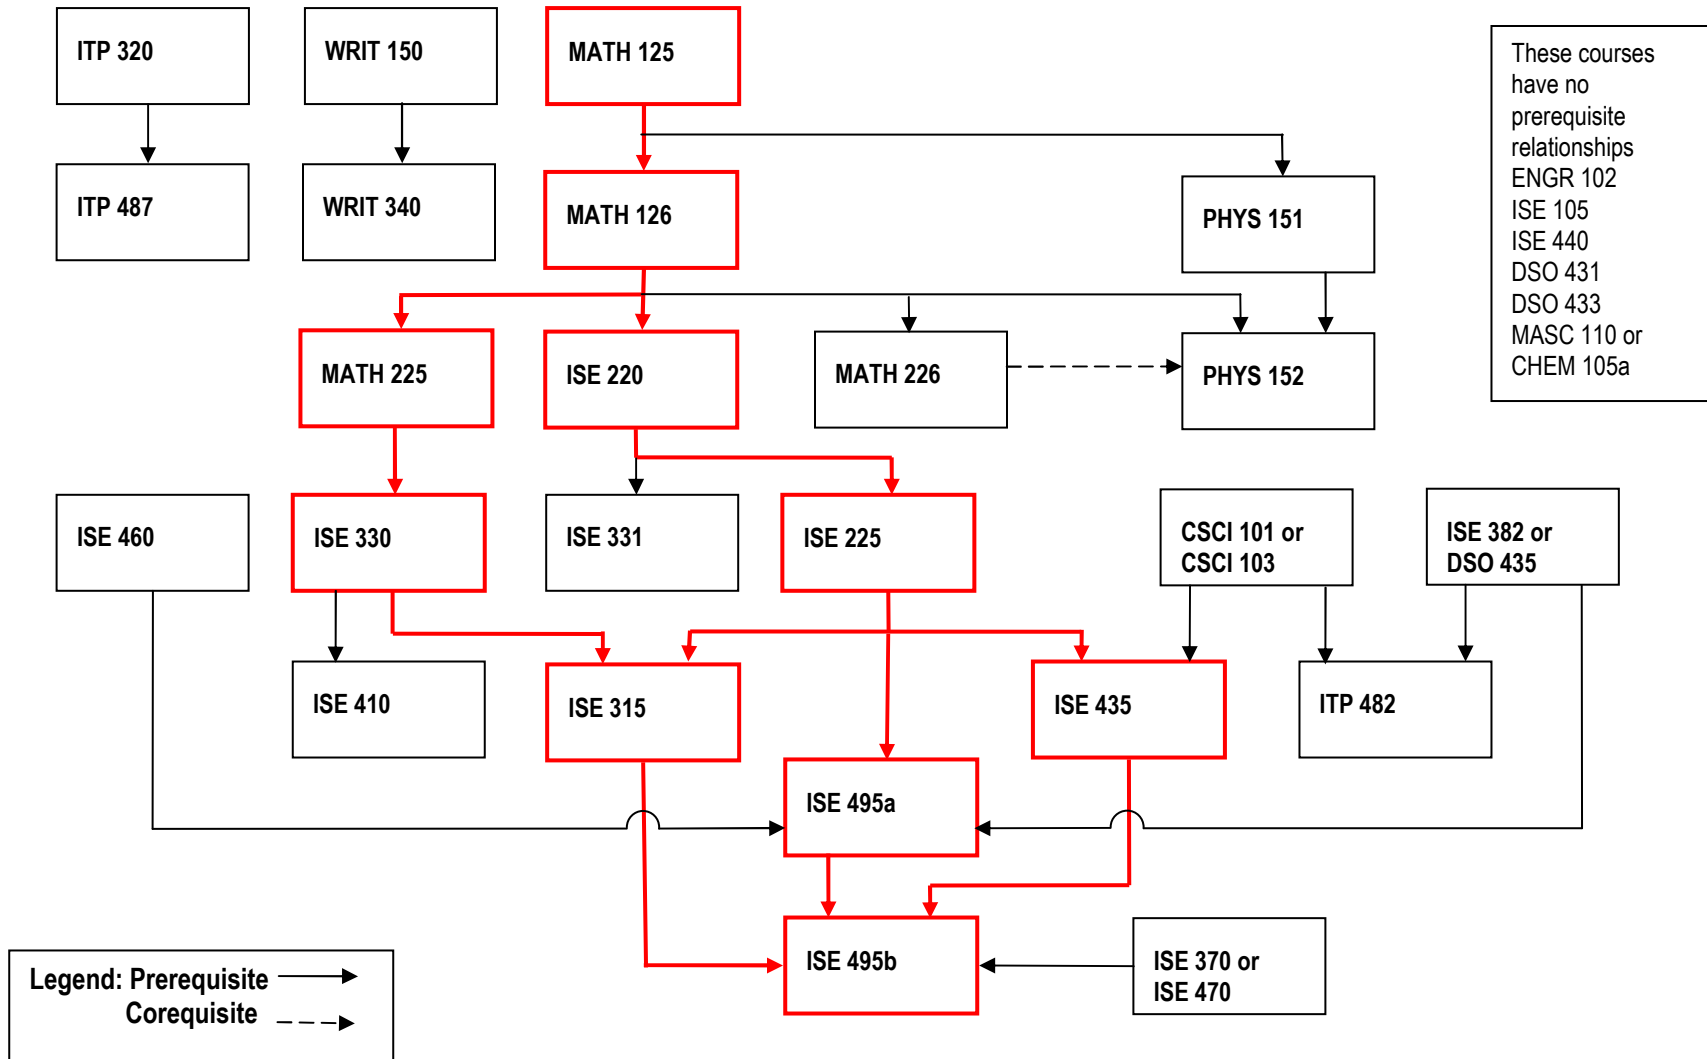 ITP 320
WRIT 150
MATH 125
These courses
have no
prerequisite
relationships
ENGR 102
ISE 105
ISE 440
DSO 431
DSO 433
MASC 110 or
CHEM 105a
ITP 487
WRIT 340
MATH 126
PHYS 151
MATH 225
ISE 220
MATH 226
PHYS 152
ISE 460
ISE 330
ISE 331
ISE 225
CSCI 101 or
CSCI 103
ISE 382 or
DSO 435
ISE 410
ISE 315
ISE 435
ITP 482
ISE 495a
ISE 495b
ISE 370 or
ISE 470
Legend: Prerequisite
Corequisite